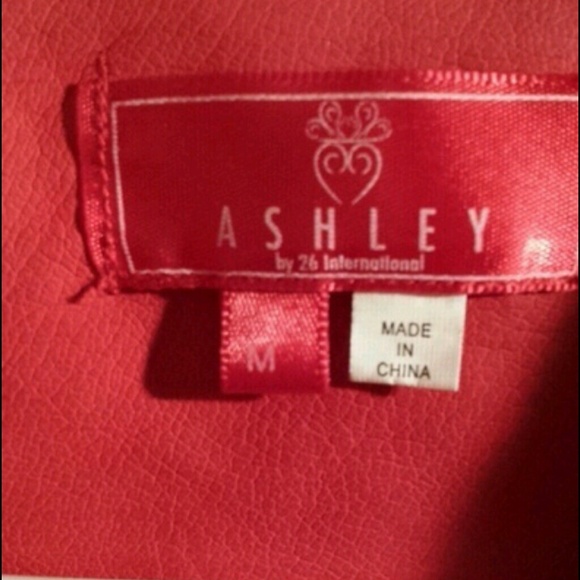 ASHLEY
by 26 International
M
MADE
IN
CHINA